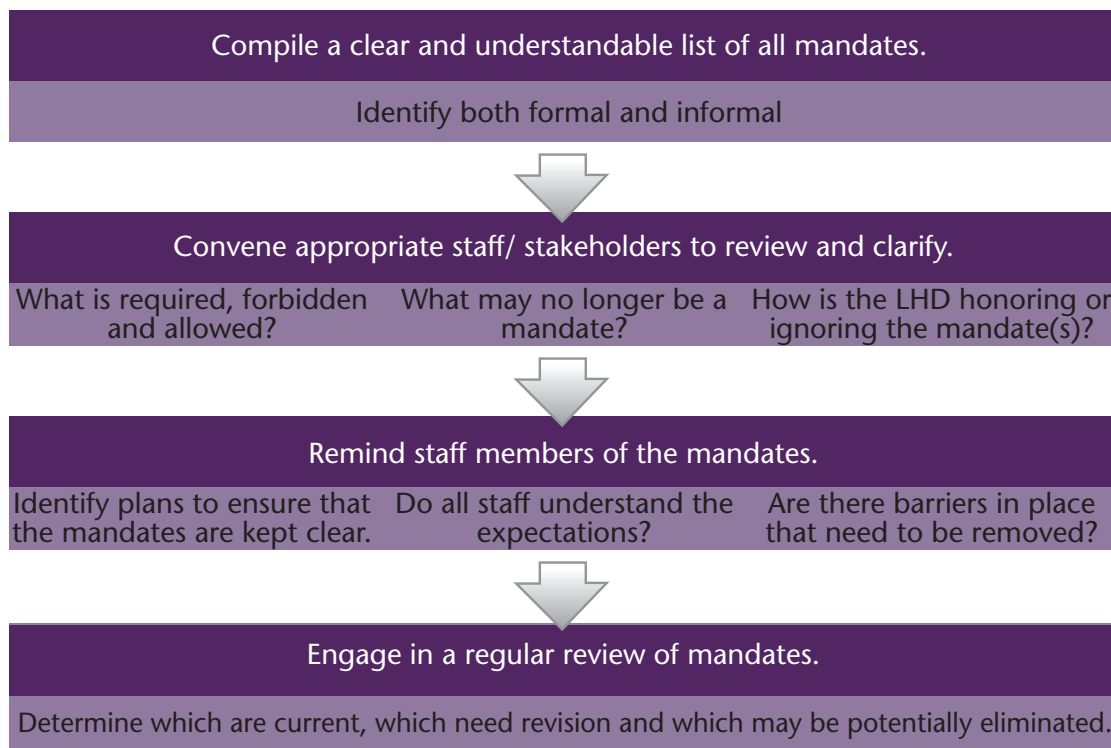 Compile a clear and understandable list of all mandates.
Identify both formal and informal
Convene appropriate staff/ stakeholders to review and clarify.
What is required, forbidden
and allowed?
What may no longer be a
mandate?
How is the LHD honoring or
ignoring the mandate(s)?
Remind staff members of the mandates.
Identify plans to ensure that
the mandates are kept clear.
Do all staff understand the
expectations?
Are there barriers in place
that need to be removed?
Engage in a regular review of mandates.
Determine which are current, which need revision and which may be potentially eliminated.